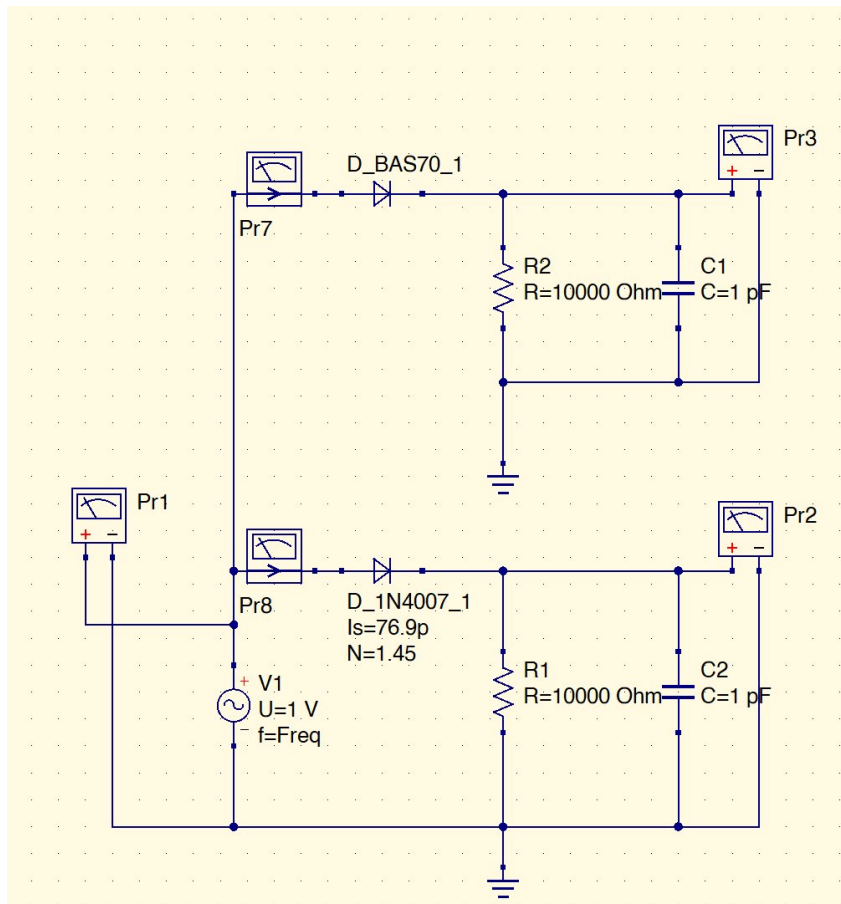 D_BAS70_1
Pr3
+ −
Pr7
R2
R=10000 Ohm
C1
C=1 pF
Pr1
+ −
Pr2
+ −
Pr8
D_1N4007_1
Is=76.9p
N=1.45
R1
R=10000 Ohm
C2
C=1 pF
+
V1
U=1 V
−
f=Freq